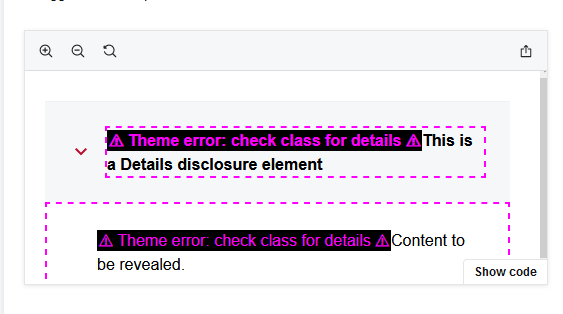 ⚠ Theme error: check class for details ⚠This is
a Details disclosure element
⚠ Theme error: check class for details ⚠Content to
be revealed.
Show code